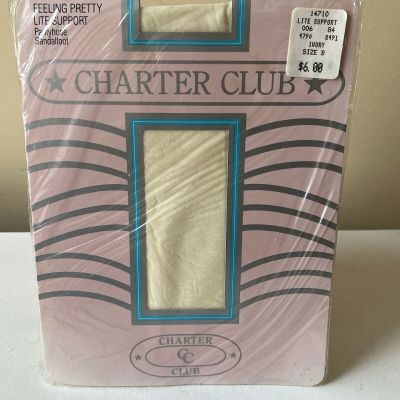 FEELING PRETTY
LITE SUPPORT
Pantyhose
Sandalfoot
14710
LITE SUPPORT
006 84
4790 8491
IVORY
SIZE B
$6.00
★ CHARTER CLUB ★
CHARTER
CC
CLUB